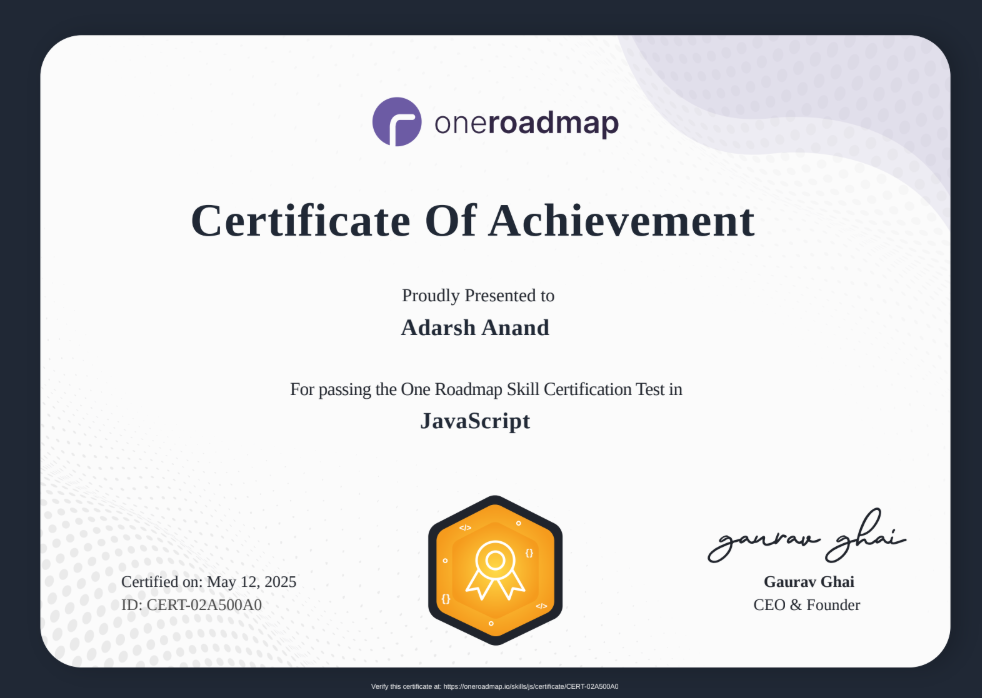 oneroadmap
Certificate Of Achievement
Proudly Presented to
Adarsh Anand
For passing the One Roadmap Skill Certification Test in
JavaScript
</>
{}
{}
</>
gaurav ghai
Certified on: May 12, 2025
ID: CERT-02A500A0
Gaurav Ghai
CEO & Founder
Verify this certificate at: https://oneroadmap.io/skills/js/certificate/CERT-02A500A0